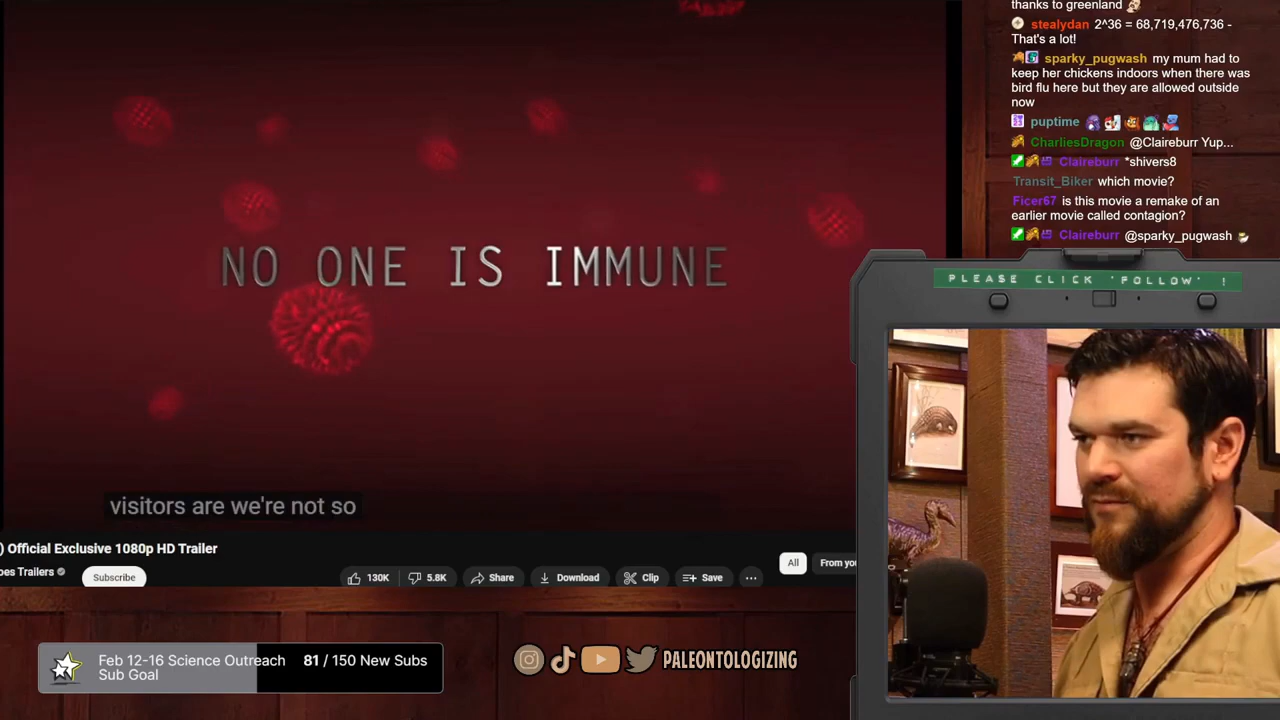 thanks to greenland
stealydan 2^36 = 68,719,476,736 -
That's a lot!
sparky_pugwash my mum had to
keep her chickens indoors when there was
bird flu here but they are allowed outside
now
puptime
CharliesDragon @Claireburr Yup...
Claireburr *shivers8
Transit_Biker which movie?
Ficer67 is this movie a remake of an
earlier movie called contagion?
Claireburr @sparky_pugwash
NO ONE IS IMMUNE
PLEASE CLICK 'FOLLOW' !
visitors are we're not so
) Official Exclusive 1080p HD Trailer
oes Trailers
Subscribe
130K
5.8K
Share
Download
Clip
Save
All
From you
Feb 12-16 Science Outreach
Sub Goal
81 / 150 New Subs
PALEONTOLOGIZING